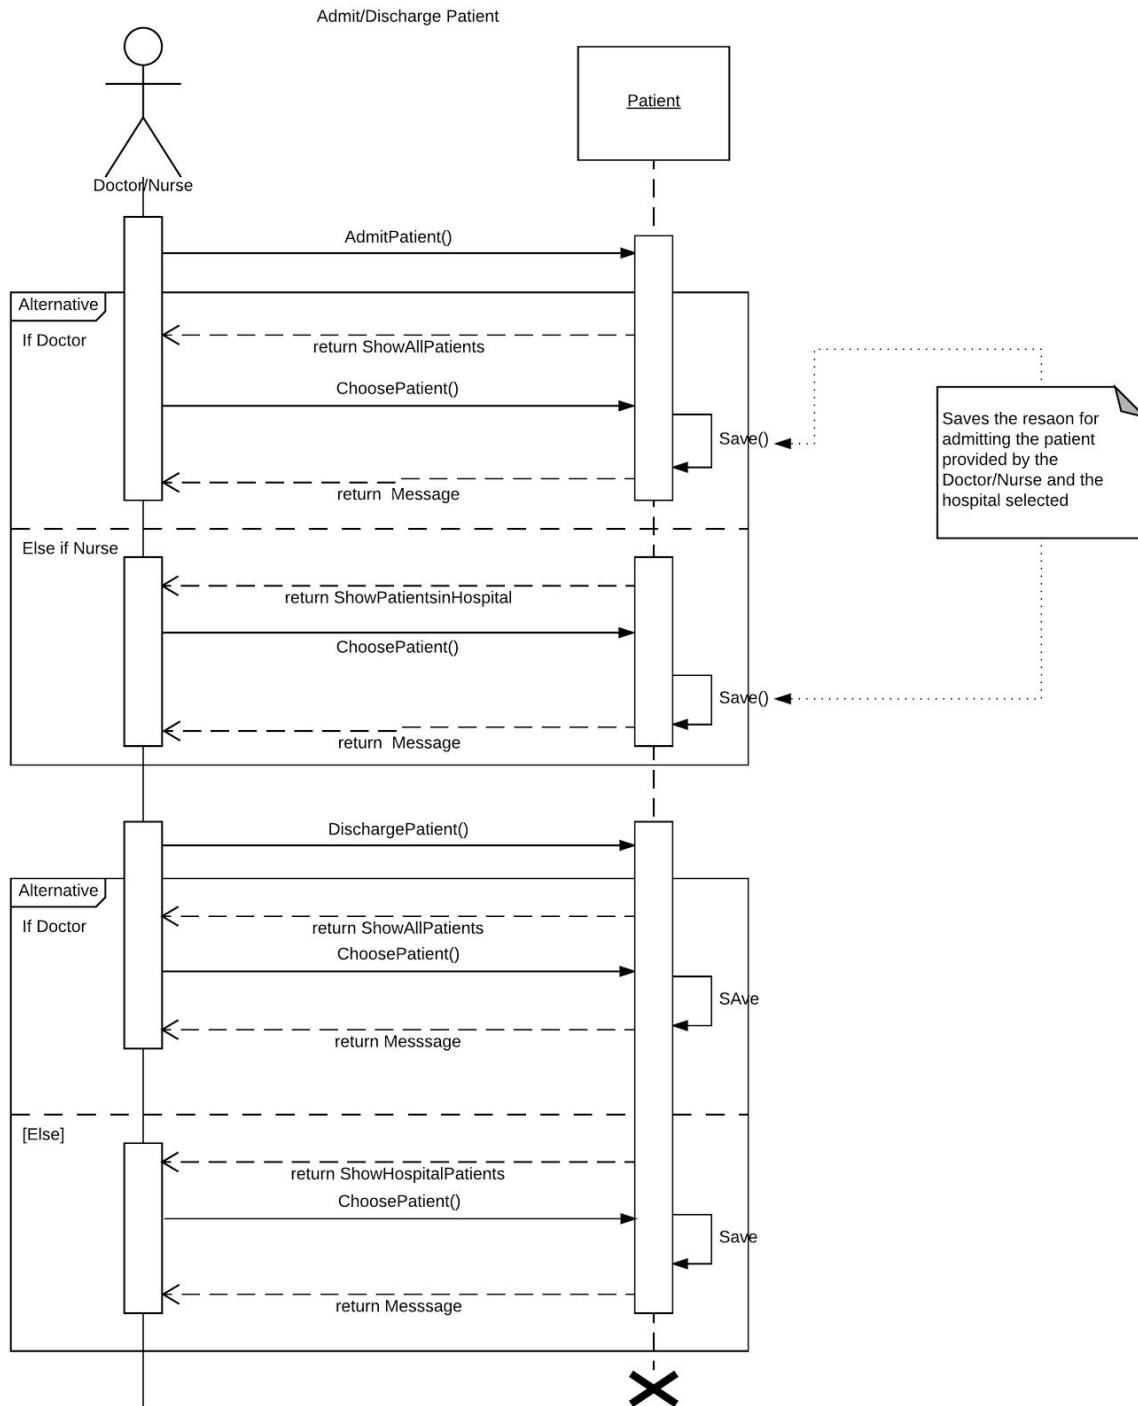 Admit/Discharge Patient
Patient
Doctor/Nurse
AdmitPatient()
Alternative
If Doctor
return ShowAllPatients
ChoosePatient()
Save()
return  Message
Saves the resaon for
admitting the patient
provided by the
Doctor/Nurse and the
hospital selected
Else if Nurse
return ShowPatientsinHospital
ChoosePatient()
Save()
return  Message
DischargePatient()
Alternative
If Doctor
return ShowAllPatients
ChoosePatient()
SAve
return Messsage
[Else]
return ShowHospitalPatients
ChoosePatient()
Save
return Messsage